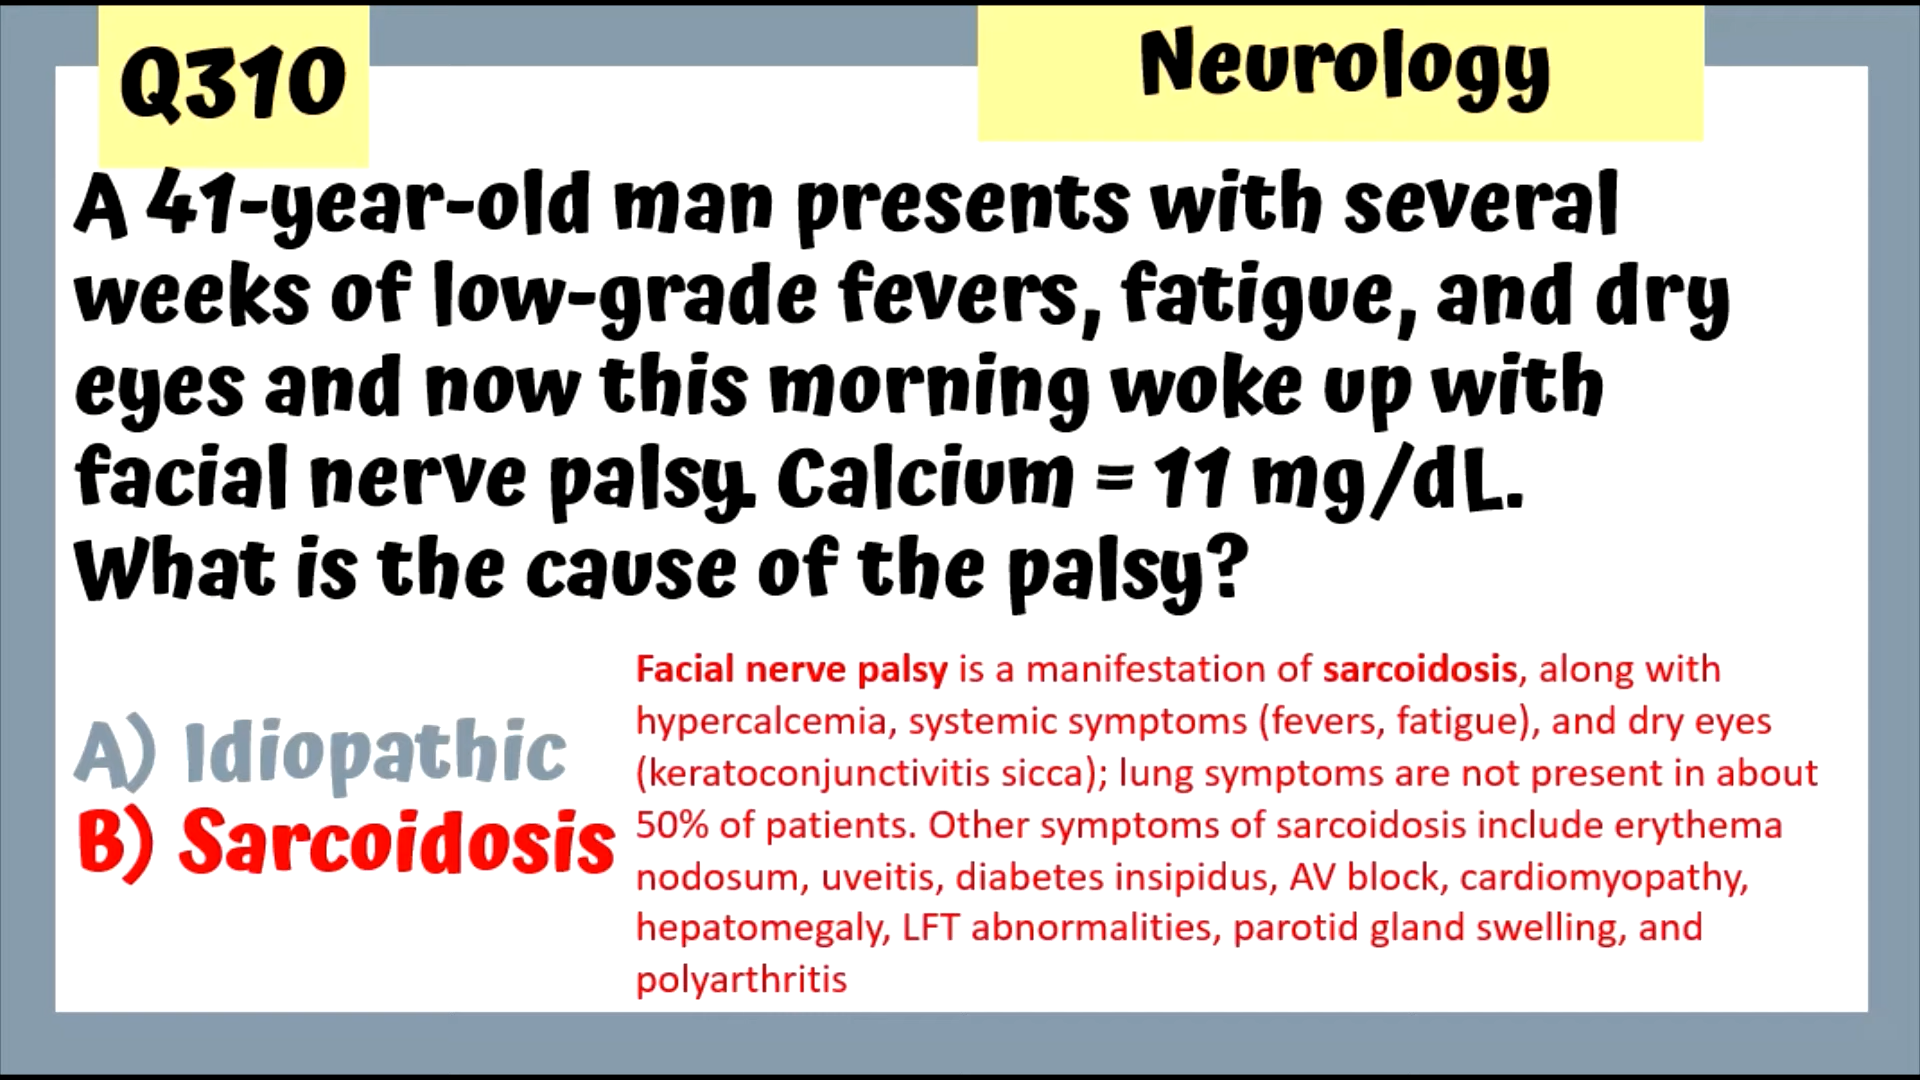 Q310
Neurology
A 41-year-old man presents with several
weeks of low-grade fevers, fatigue, and dry
eyes and now this morning woke up with
facial nerve palsy. Calcium = 11 mg/dL.
What is the cause of the palsy?
A) Idiopathic
B) Sarcoidosis
Facial nerve palsy is a manifestation of sarcoidosis, along with
hypercalcemia, systemic symptoms (fevers, fatigue), and dry eyes
(keratoconjunctivitis sicca); lung symptoms are not present in about
50% of patients. Other symptoms of sarcoidosis include erythema
nodosum, uveitis, diabetes insipidus, AV block, cardiomyopathy,
hepatomegaly, LFT abnormalities, parotid gland swelling, and
polyarthritis